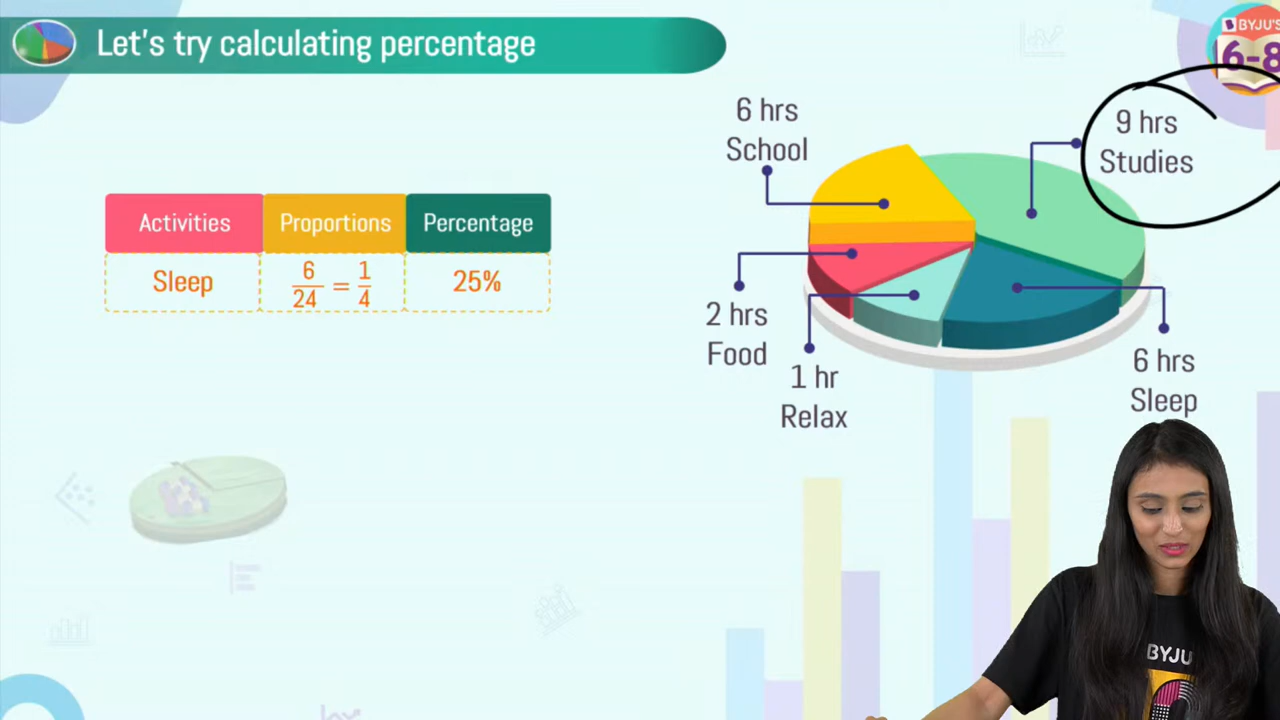 Let's try calculating percentage
BYJU'S
6-8
6 hrs
School
9 hrs
Studies
Activities Proportions Percentage
Sleep 6/24 = 1/4 25%
2 hrs
Food
1 hr
Relax
6 hrs
Sleep
BYJU